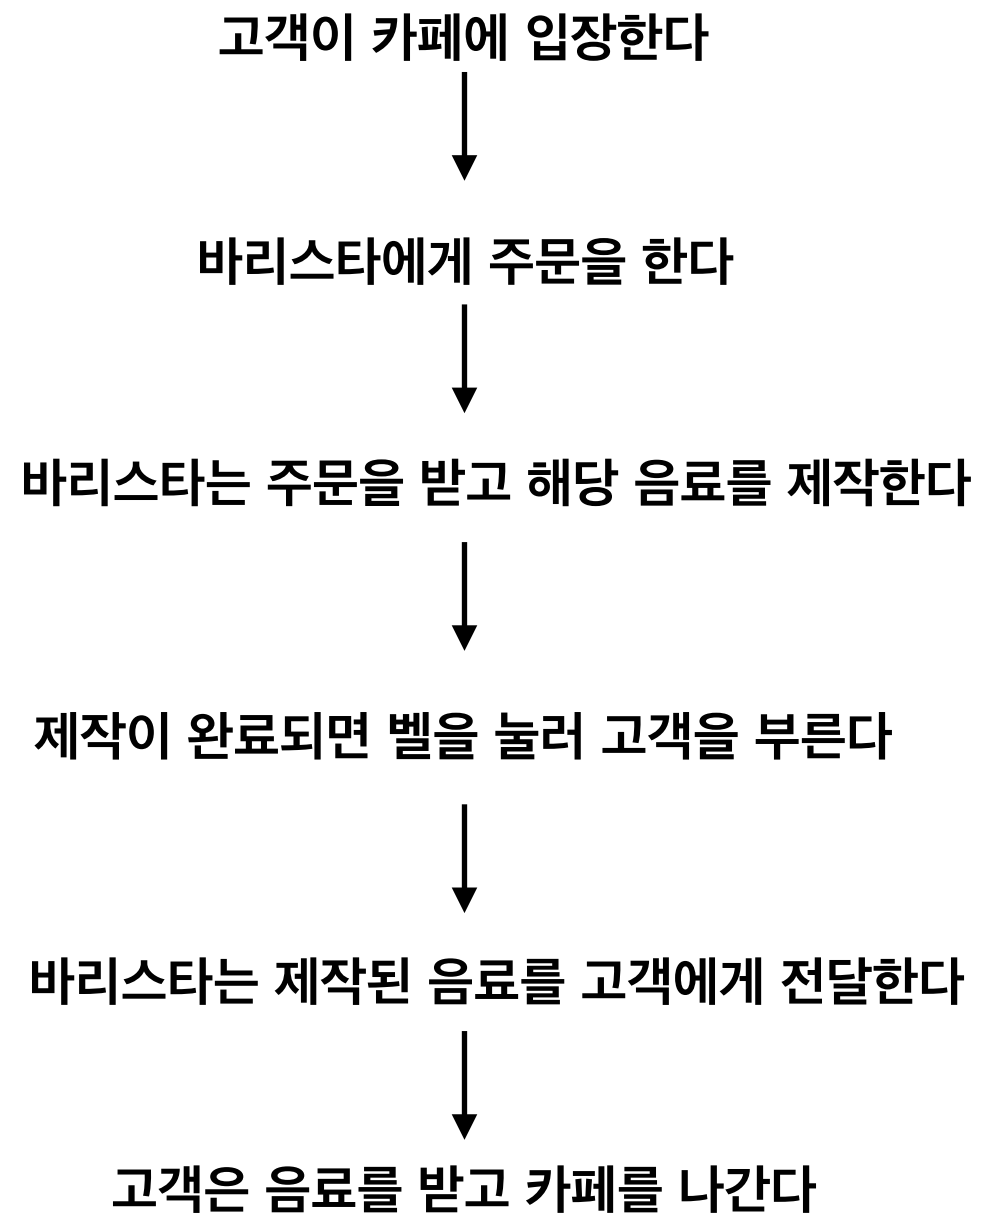 고객이 카페에 입장한다
바리스타에게 주문을 한다
바리스타는 주문을 받고 해당 음료를 제작한다
제작이 완료되면 벨을 눌러 고객을 부른다
바리스타는 제작된 음료를 고객에게 전달한다
고객은 음료를 받고 카페를 나간다